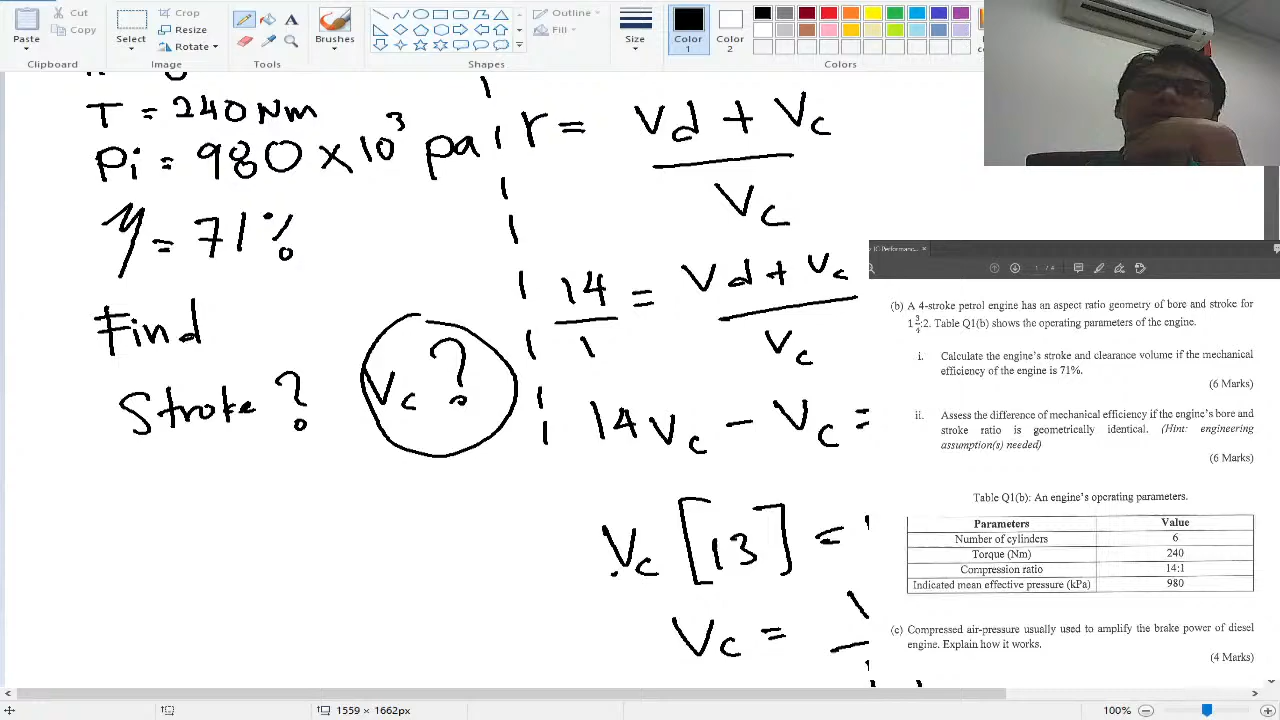 Paste
Cut
Copy
Clipboard
Select
Crop
Resize
Rotate
Image
A
Tools
Brushes
Outline
Fill
Shapes
Size
Color
1
Color
2
Colors
T = 240 Nm
Pi = 980 × 10³ pa
η = 71%
Find
Stroke ?
Vc ?
r = Vd + Vc
Vc
14 = Vd + Vc
1 Vc
14Vc - Vc =
Vc [13] =
Vc =
IC Performanc...
1 / 4
(b) A 4-stroke petrol engine has an aspect ratio geometry of bore and stroke for
1 3/4:2. Table Q1(b) shows the operating parameters of the engine.
i. Calculate the engine's stroke and clearance volume if the mechanical
efficiency of the engine is 71%.
(6 Marks)
ii. Assess the difference of mechanical efficiency if the engine's bore and
stroke ratio is geometrically identical. (Hint: engineering
assumption(s) needed)
(6 Marks)
Table Q1(b): An engine's operating parameters.
Parameters Value
Number of cylinders 6
Torque (Nm) 240
Compression ratio 14:1
Indicated mean effective pressure (kPa) 980
(c) Compressed air-pressure usually used to amplify the brake power of diesel
engine. Explain how it works.
(4 Marks)
1559 × 1662px
100%